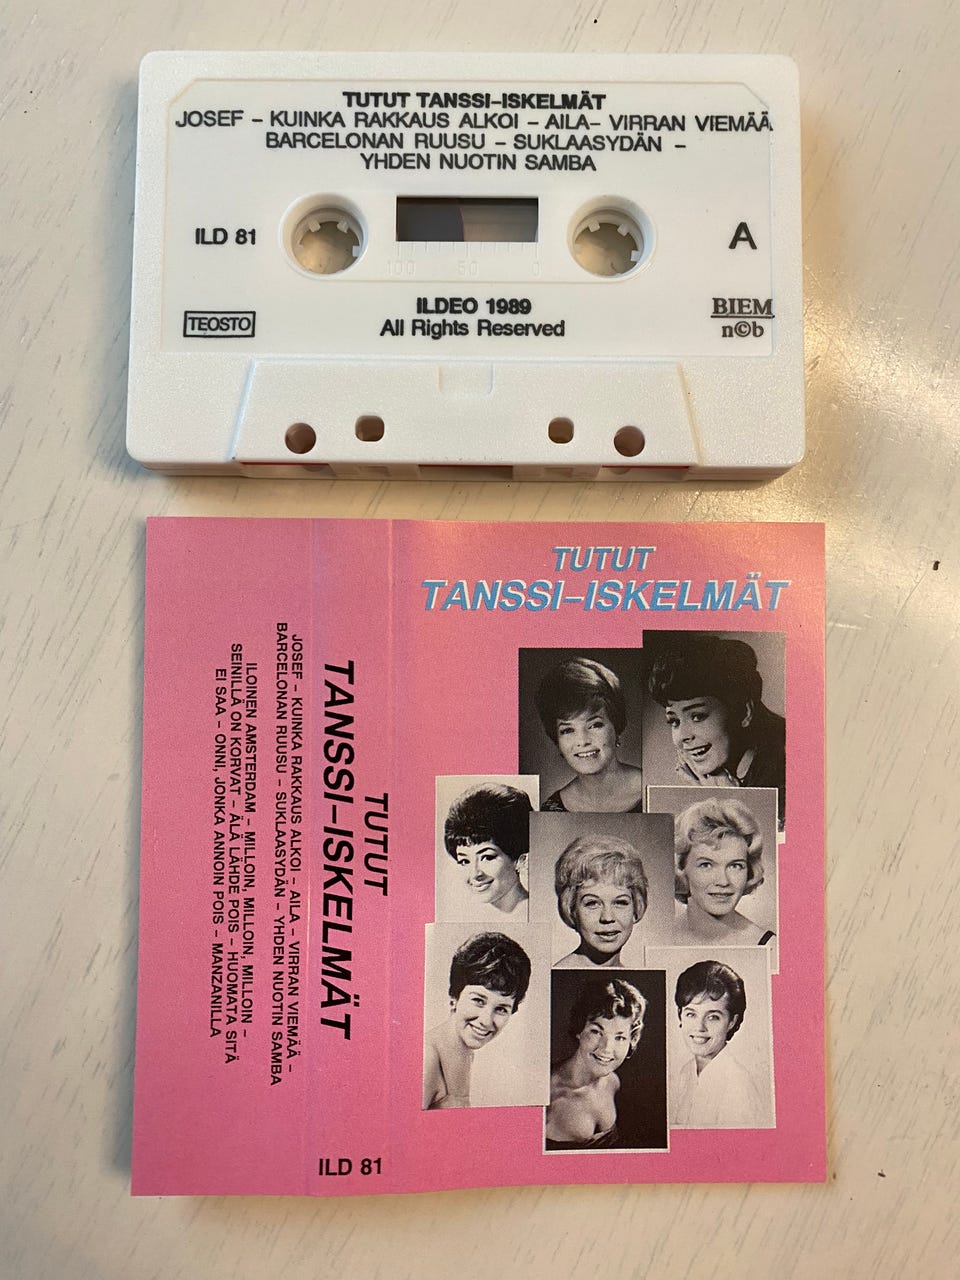 TUTUT TANSSI-ISKELMÄT
JOSEF - KUINKA RAKKAUS ALKOI - AILA- VIRRAN VIEMÄÄ
BARCELONAN RUUSU - SUKLAASYDÄN -
YHDEN NUOTIN SAMBA
ILD 81
A
100 50 0
ILDEO 1989
All Rights Reserved
TEOSTO
BIEM
n©b
TUTUT
TANSSI-ISKELMÄT
TUTUT
TANSSI-ISKELMÄT
ILD 81
JOSEF - KUINKA RAKKAUS ALKOI - AILA - VIRRAN VIEMÄÄ -
BARCELONAN RUUSU - SUKLAASYDÄN - YHDEN NUOTIN SAMBA
ILOINEN AMSTERDAM - MILLOIN, MILLOIN, MILLOIN -
SEINILLÄ ON KORVAT - ÄLÄ LÄHDE POIS - HUOMATA SITÄ
EI SAA - ONNI, JONKA ANNOIN POIS - MANZANILLA